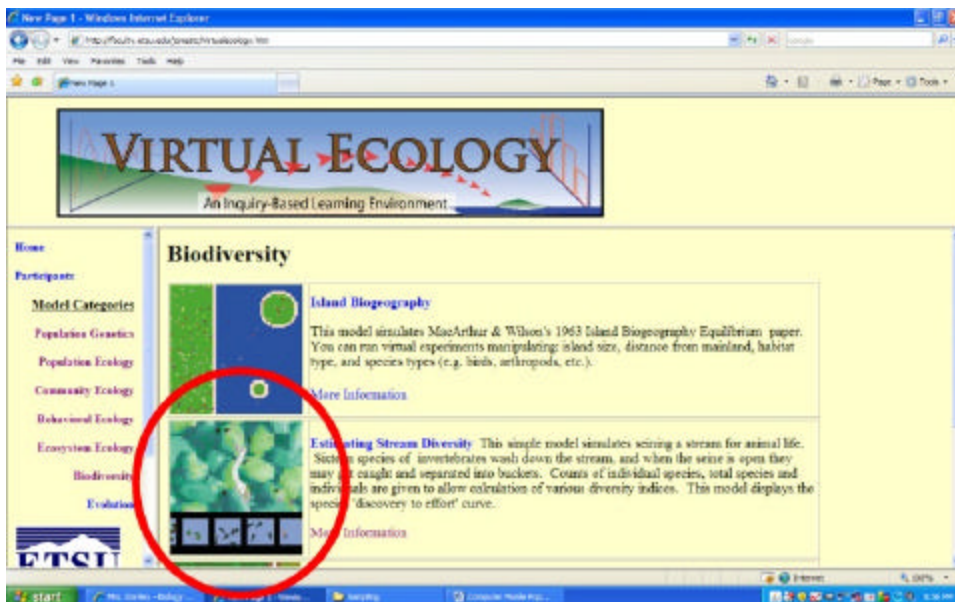 New Page 1 - Windows Internet Explorer
File Edit View Favorites Tools Help
New Page 1
Page Tools
VIRTUAL ECOLOGY
An Inquiry-Based Learning Environment
Home
Participants
Model Categories
Population Genetics
Population Ecology
Community Ecology
Behavioral Ecology
Ecosystem Ecology
Biodiversity
Evolution
ETSU
Biodiversity
Island Biogeography
This model simulates MacArthur & Wilson's 1963 Island Biogeography Equilibrium paper.
You can run virtual experiments manipulating: island size, distance from mainland, habitat
type, and species types (e.g. birds, arthropods, etc.).
More Information
Estimating Stream Diversity This simple model simulates seining a stream for animal life.
Sixteen species of invertebrates wash down the stream, and when the seine is open they
may get caught and separated into buckets. Counts of individual species, total species and
individuals are given to allow calculation of various diversity indices. This model displays the
species 'discovery to effort' curve.
More Information
Internet
start